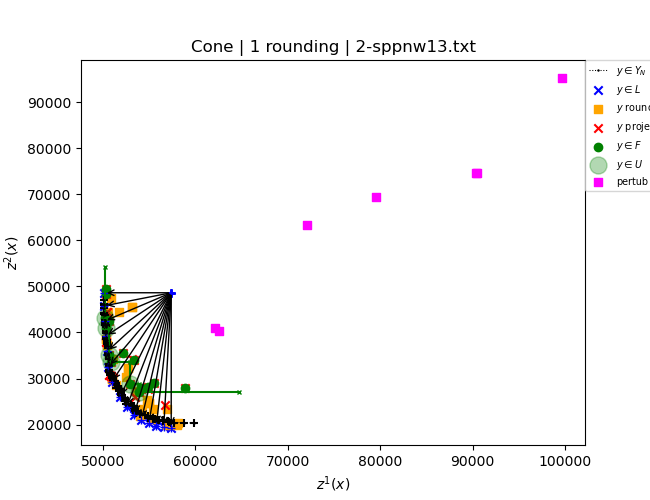 Cone | 1 rounding | 2-sppnw13.txt
z²(x)
90000
80000
70000
60000
50000
40000
30000
20000
50000 60000 70000 80000 90000 100000
z¹(x)
y ∈ Y_N
y ∈ L
y roun
y proje
y ∈ F
y ∈ U
pertub